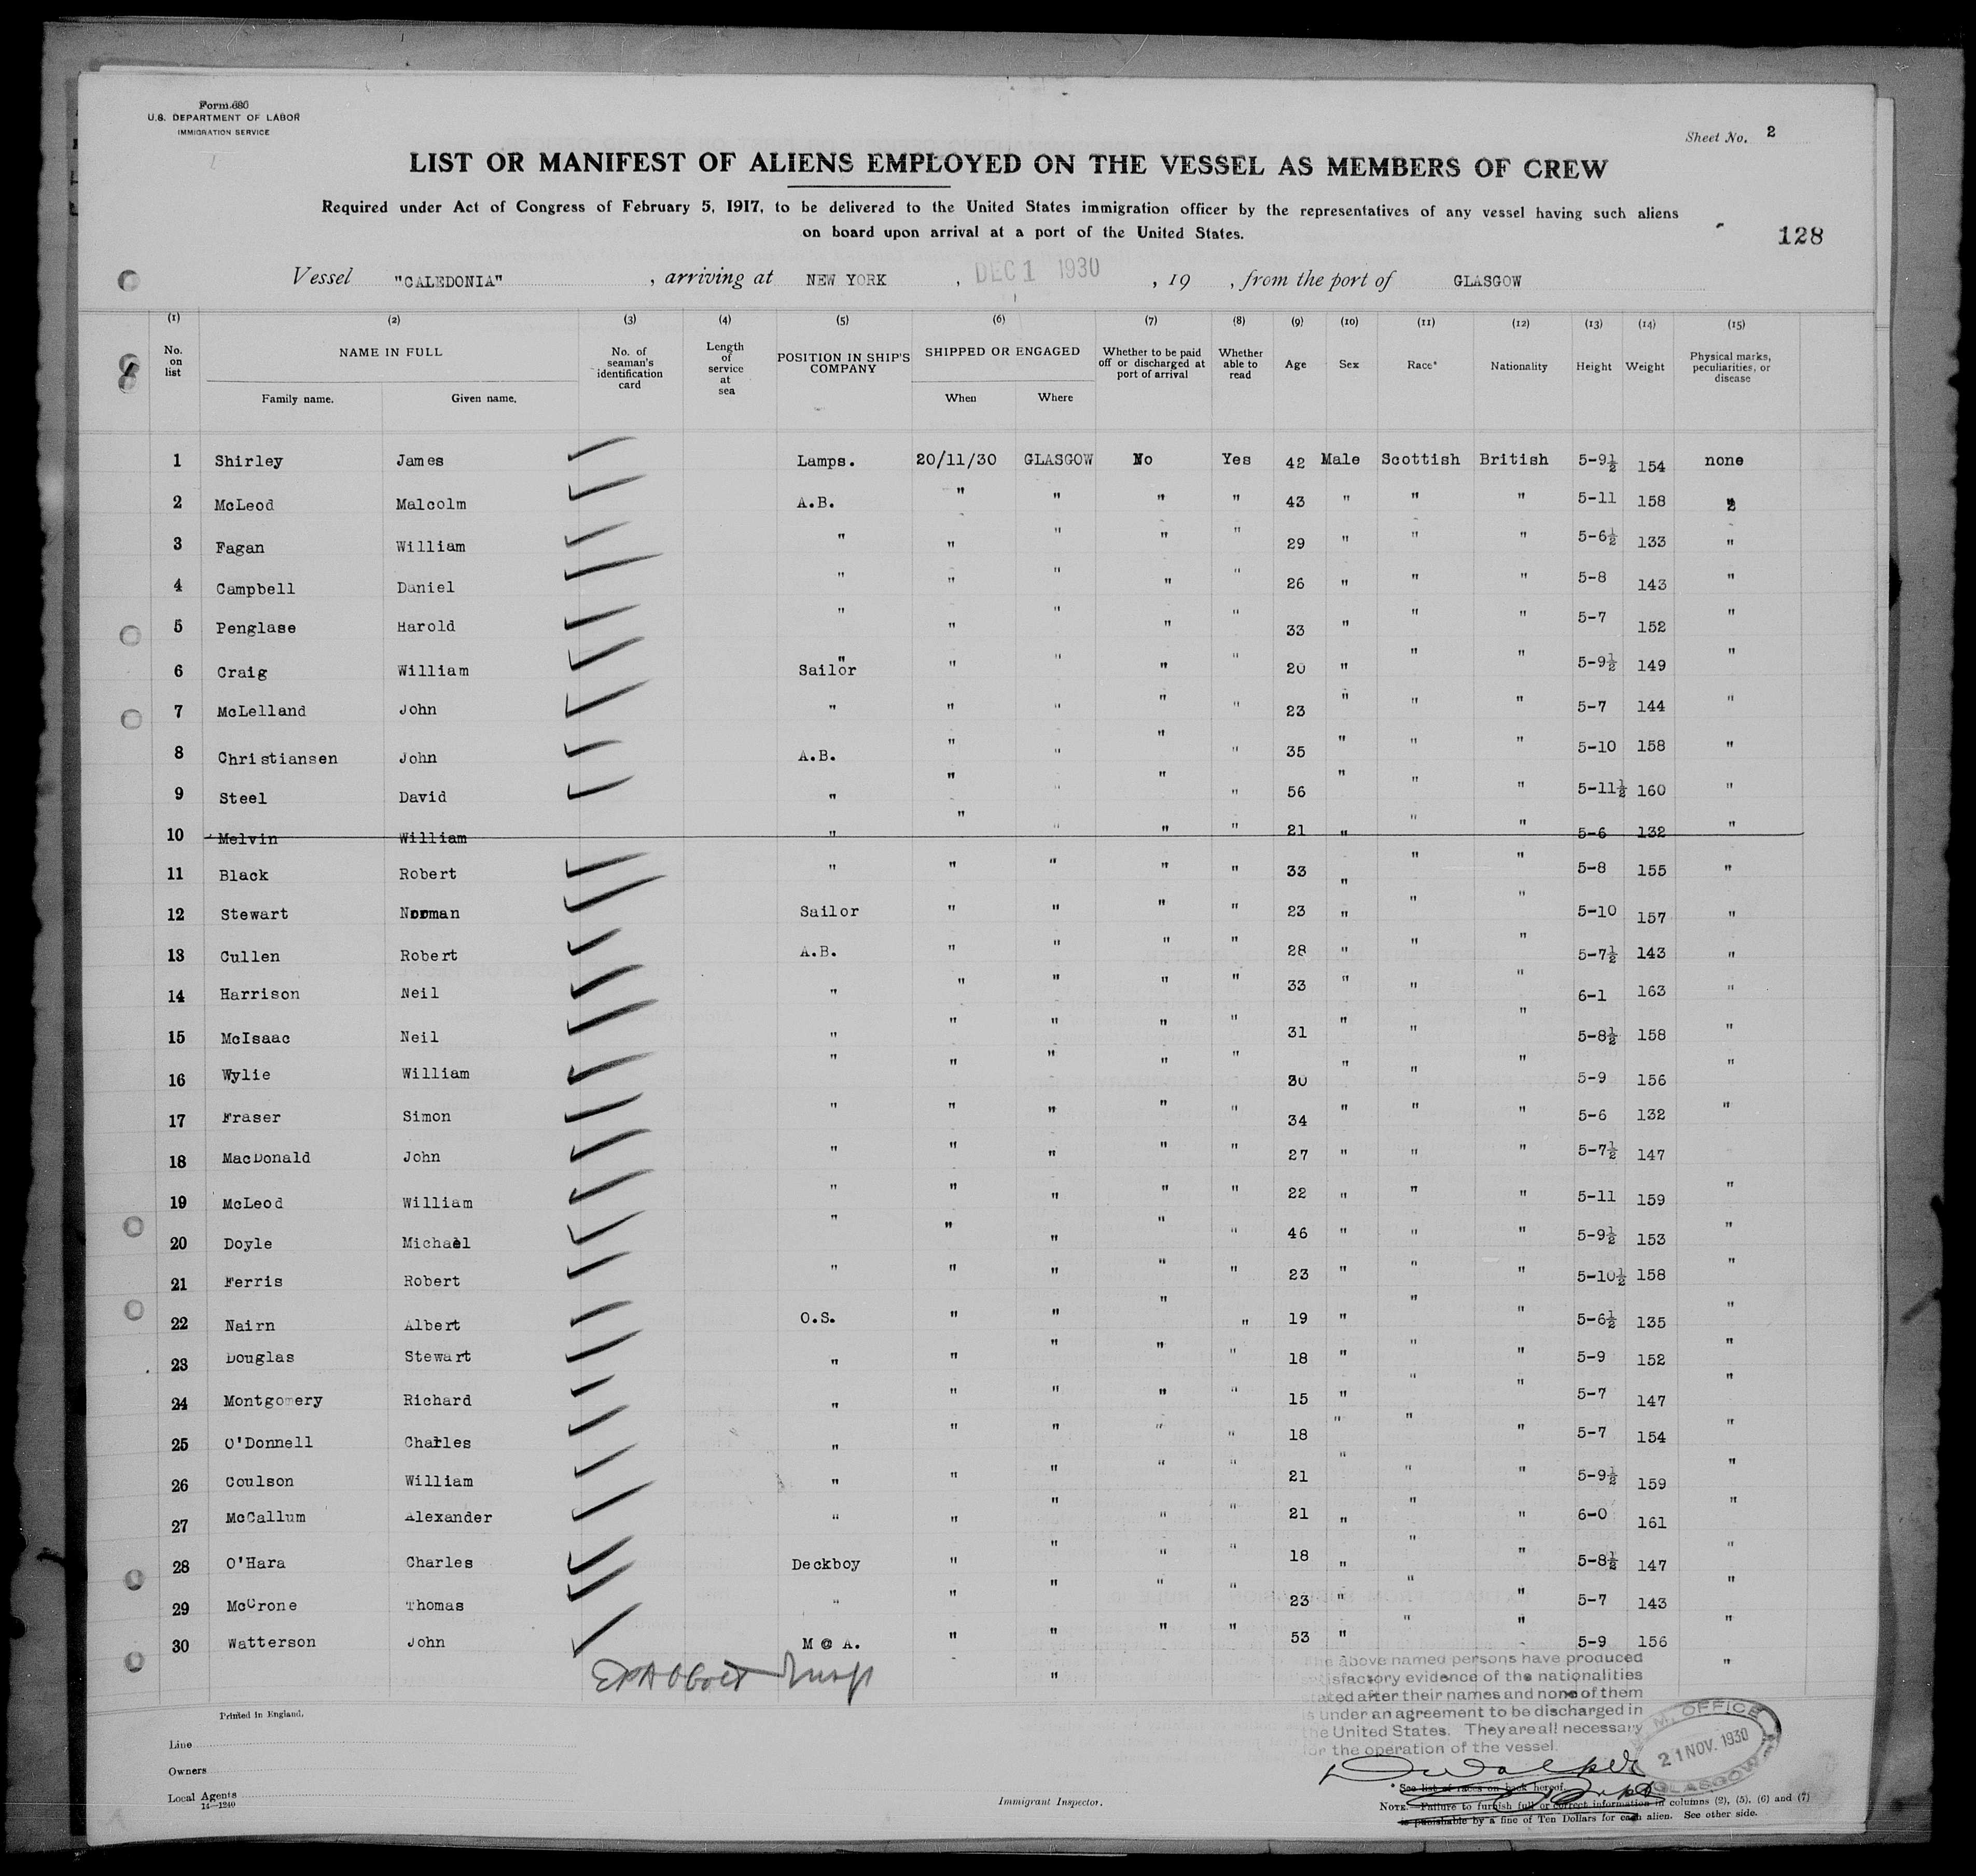 Form 680
U.S. DEPARTMENT OF LABOR
IMMIGRATION SERVICE
Sheet No. 2
LIST OR MANIFEST OF ALIENS EMPLOYED ON THE VESSEL AS MEMBERS OF CREW
Required under Act of Congress of February 5, 1917, to be delivered to the United States immigration officer by the representatives of any vessel having such aliens
on board upon arrival at a port of the United States.
128
Vessel "CALEDONIA" , arriving at NEW YORK , DEC 1 1930 , 19 , from the port of GLASGOW
(1) (2) (3) (4) (5) (6) (7) (8) (9) (10) (11) (12) (13) (14) (15)
No. on list NAME IN FULL Family name. Given name. No. of seaman's identification card Length of service at sea POSITION IN SHIP'S COMPANY SHIPPED OR ENGAGED When Where Whether to be paid off or discharged at port of arrival Whether able to read Age Sex Race* Nationality Height Weight Physical marks, peculiarities, or disease
1 Shirley James Lamps. 20/11/30 GLASGOW No Yes 42 Male Scottish British 5-9½ 154 none
2 McLeod Malcolm A.B. " " " " 43 " " " 5-11 158 "
3 Fagan William " " " " " 29 " " " 5-6½ 133 "
4 Campbell Daniel " " " " " 26 " " " 5-8 143 "
5 Penglase Harold " " " " " 33 " " " 5-7 152 "
6 Craig William Sailor " " " " 20 " " " 5-9½ 149 "
7 McLelland John " " " " " 23 " " " 5-7 144 "
8 Christiansen John A.B. " " " " 35 " " " 5-10 158 "
9 Steel David " " " " " 56 " " " 5-11½ 160 "
10 Melvin William " " " " " 21 " " " 5-6 132 "
11 Black Robert " " " " " 33 " " " 5-8 155 "
12 Stewart Norman Sailor " " " " 23 " " " 5-10 157 "
13 Cullen Robert A.B. " " " " 28 " " " 5-7½ 143 "
14 Harrison Neil " " " " " 33 " " " 6-1 163 "
15 McIsaac Neil " " " " " 31 " " " 5-8½ 158 "
16 Wylie William " " " " " 30 " " " 5-9 156 "
17 Fraser Simon " " " " " 34 " " " 5-6 132 "
18 MacDonald John " " " " " 27 " " " 5-7½ 147
19 McLeod William " " " " " 22 " " " 5-11 159 "
20 Doyle Michael " " " " " 46 " " " 5-9½ 153 "
21 Ferris Robert " " " " " 23 " " " 5-10½ 158 "
22 Nairn Albert O.S. " " " " 19 " " " 5-6½ 135 "
23 Douglas Stewart " " " " " 18 " " " 5-9 152 "
24 Montgomery Richard " " " " " 15 " " " 5-7 147 "
25 O'Donnell Charles " " " " " 18 " " " 5-7 154 "
26 Coulson William " " " " " 21 " " " 5-9½ 159 "
27 McCallum Alexander " " " " " 21 " " " 6-0 161 "
28 O'Hara Charles Deckboy " " " " 18 " " " 5-8½ 147 "
29 McCrone Thomas " " " " " 23 " " " 5-7 143 "
30 Watterson John M @ A. " " " " 53 " " " 5-9 156 "
The above named persons have produced
satisfactory evidence of the nationalities
stated after their names and none of them
is under an agreement to be discharged in
the United States. They are all necessary
for the operation of the vessel.
Printed in England.
Line
Owners
Local Agents
14—1240
Immigrant Inspector.
IMM. OFFICE
21 NOV. 1930
GLASGOW
* See list of races on back hereof.
NOTE.—Failure to furnish full or correct information in columns (2), (5), (6) and (7)
is punishable by a fine of Ten Dollars for each alien. See other side.